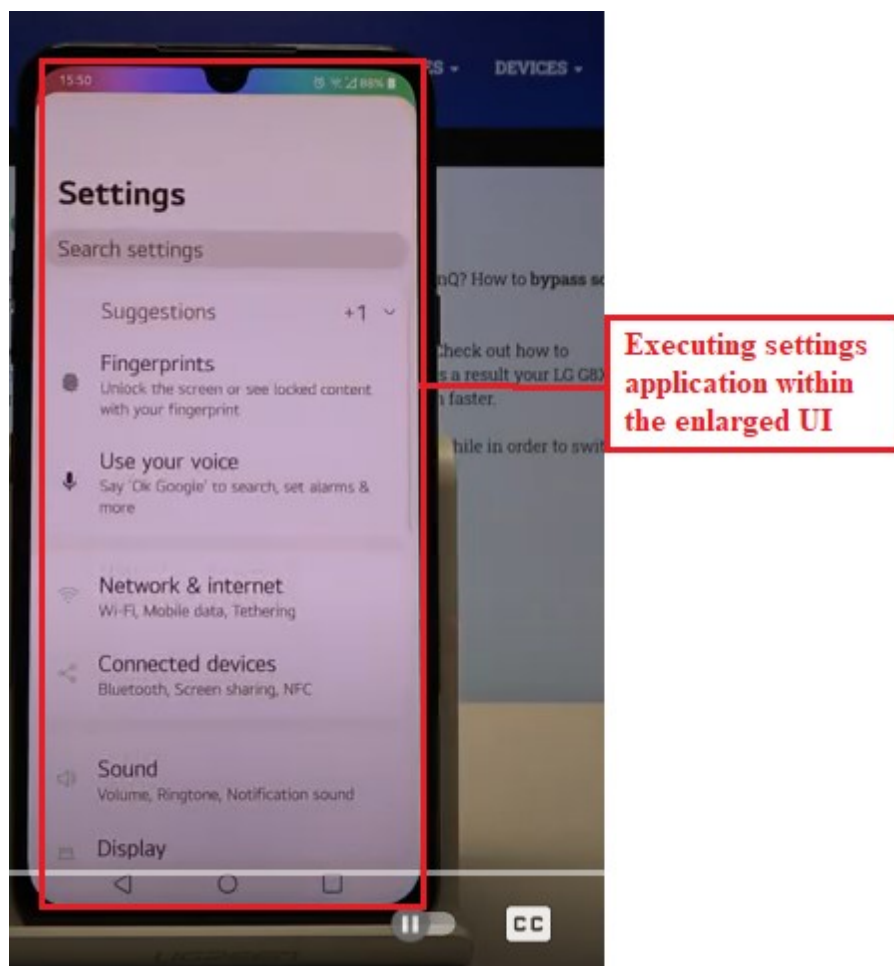 ES
DEVICES
15:50
88%
Settings
Search settings
Suggestions
+1
Fingerprints
Unlock the screen or see locked content
with your fingerprint
Use your voice
Say 'Ok Google' to search, set alarms &
more
Network & internet
Wi-Fi, Mobile data, Tethering
Connected devices
Bluetooth, Screen sharing, NFC
Sound
Volume, Ringtone, Notification sound
Display
nQ? How to bypass
Check out how to
s a result your LG G8X
faster.
hile in order to swit
Executing settings
application within
the enlarged UI
CC
UGREEN